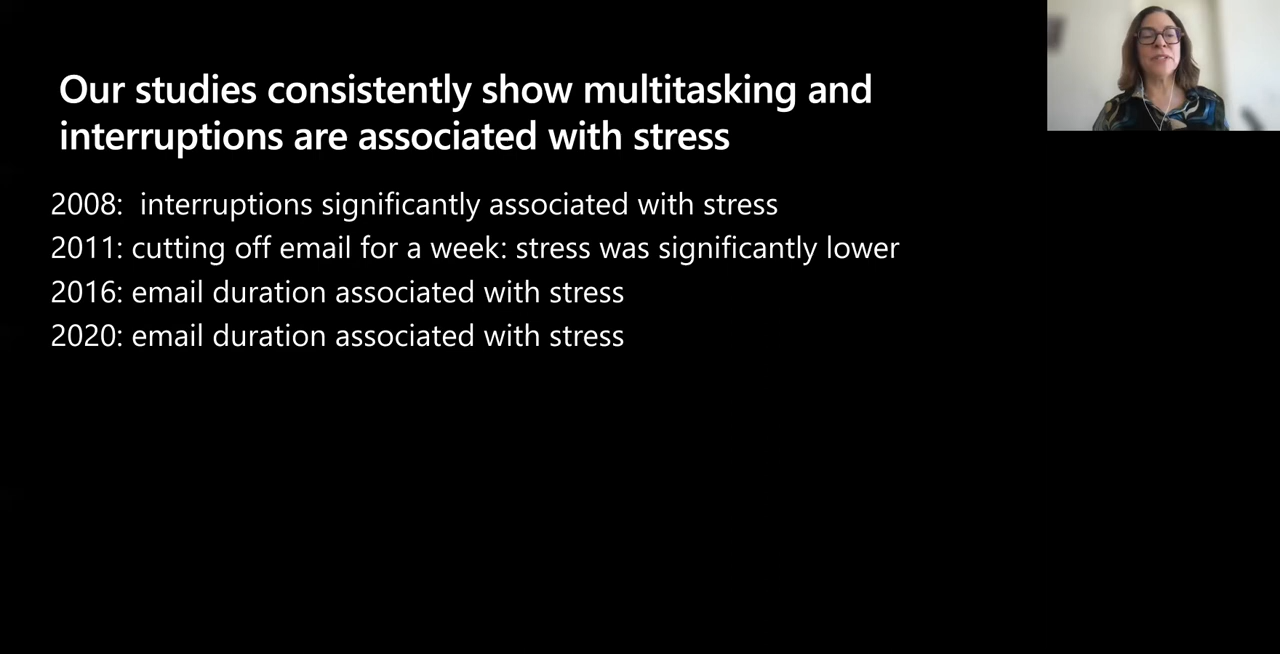 Our studies consistently show multitasking and
interruptions are associated with stress
2008:  interruptions significantly associated with stress
2011: cutting off email for a week: stress was significantly lower
2016: email duration associated with stress
2020: email duration associated with stress